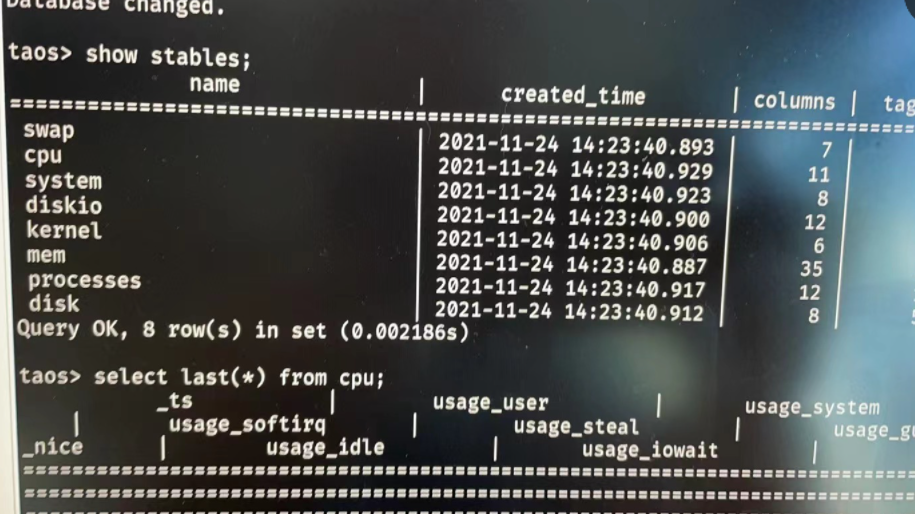 Database changed.
taos> show stables;
name | created_time | columns | tag
================================================================================
swap | 2021-11-24 14:23:40.893 | 7 |
cpu | 2021-11-24 14:23:40.929 | 11 |
system | 2021-11-24 14:23:40.923 | 8 |
diskio | 2021-11-24 14:23:40.900 | 12 |
kernel | 2021-11-24 14:23:40.906 | 6 |
mem | 2021-11-24 14:23:40.887 | 35 |
processes | 2021-11-24 14:23:40.917 | 12 |
disk | 2021-11-24 14:23:40.912 | 8 |
Query OK, 8 row(s) in set (0.002186s)
taos> select last(*) from cpu;
_ts | usage_user | usage_system
| usage_softirq | usage_steal | usage_gu
_nice | usage_idle | usage_iowait |
================================================================================
================================================================================